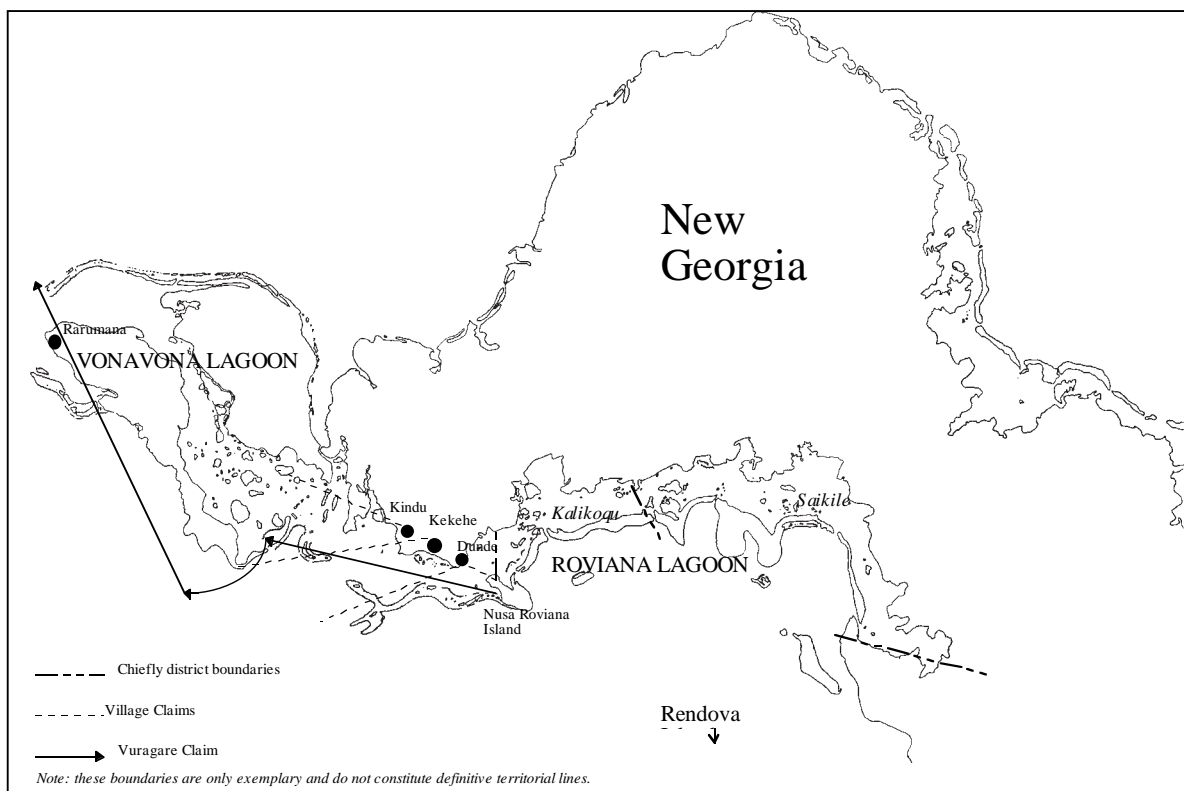 New
Georgia
Rarumana
VONAVONA LAGOON
Kindu
Kekehe
Dunde
Kalikoqu
Saikile
ROVIANA LAGOON
Nusa Roviana
Island
Rendova
Chiefly district boundaries
Village Claims
Vuragare Claim
Note: these boundaries are only exemplary and do not constitute definitive territorial lines.